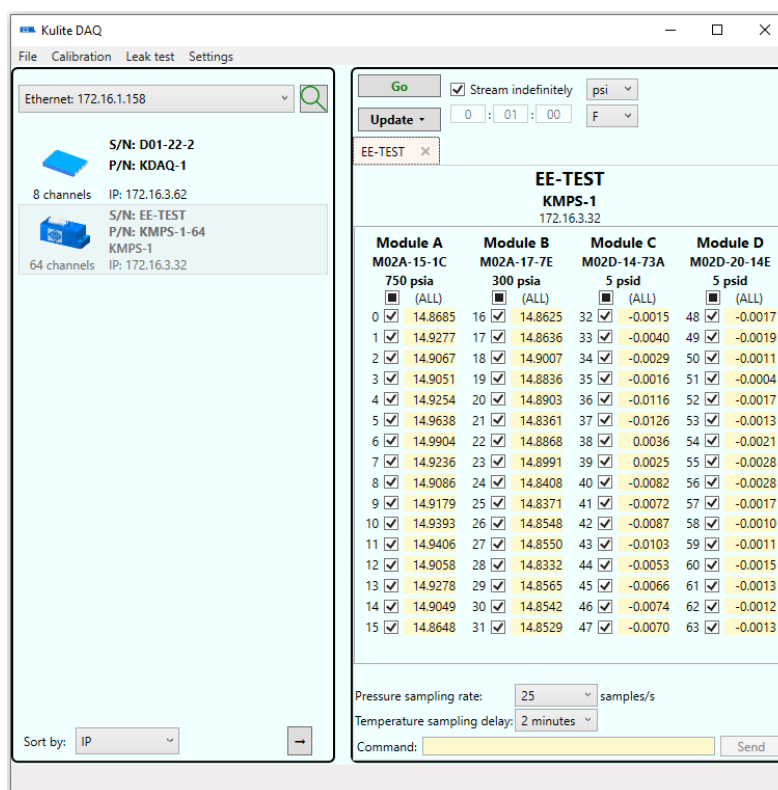 Kulite DAQ
File Calibration Leak test Settings
Ethernet: 172.16.1.158
S/N: D01-22-2
P/N: KDAQ-1
8 channels IP: 172.16.3.62
S/N: EE-TEST
P/N: KMPS-1-64
KMPS-1
64 channels IP: 172.16.3.32
Sort by: IP →
Go Stream indefinitely psi
Update 0 : 01 : 00 F
EE-TEST ×
EE-TEST
KMPS-1
172.16.3.32
Module A Module B Module C Module D
M02A-15-1C M02A-17-7E M02D-14-73A M02D-20-14E
750 psia 300 psia 5 psid 5 psid
(ALL) (ALL) (ALL) (ALL)
0 14.8685 16 14.8625 32 -0.0015 48 -0.0017
1 14.9277 17 14.8636 33 -0.0040 49 -0.0019
2 14.9067 18 14.9007 34 -0.0029 50 -0.0011
3 14.9051 19 14.8836 35 -0.0016 51 -0.0004
4 14.9254 20 14.8903 36 -0.0116 52 -0.0017
5 14.9638 21 14.8361 37 -0.0126 53 -0.0013
6 14.9904 22 14.8868 38 0.0036 54 -0.0021
7 14.9236 23 14.8991 39 0.0025 55 -0.0028
8 14.9086 24 14.8408 40 -0.0082 56 -0.0028
9 14.9179 25 14.8371 41 -0.0072 57 -0.0017
10 14.9393 26 14.8548 42 -0.0087 58 -0.0010
11 14.9406 27 14.8550 43 -0.0103 59 -0.0011
12 14.9058 28 14.8332 44 -0.0053 60 -0.0015
13 14.9278 29 14.8565 45 -0.0066 61 -0.0013
14 14.9049 30 14.8542 46 -0.0074 62 -0.0012
15 14.8648 31 14.8529 47 -0.0070 63 -0.0013
Pressure sampling rate: 25 samples/s
Temperature sampling delay: 2 minutes
Command: Send